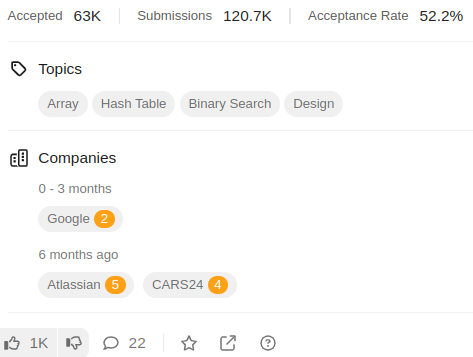 Accepted 63K Submissions 120.7K Acceptance Rate 52.2%
Topics
Array Hash Table Binary Search Design
Companies
0 - 3 months
Google 2
6 months ago
Atlassian 5 CARS24 4
1K 22